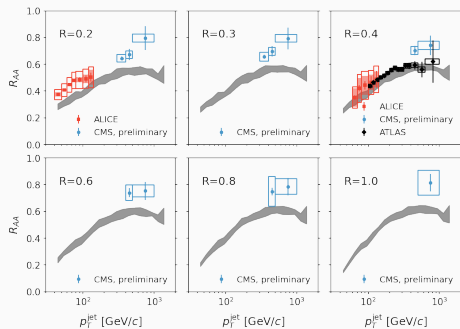 R=0.2
R=0.3
R=0.4
1.0
0.8
0.6
0.4
0.2
0.0
R_AA
ALICE
CMS, preliminary
CMS, preliminary
ALICE
CMS, preliminary
ATLAS
R=0.6
R=0.8
R=1.0
1.0
0.8
0.6
0.4
0.2
0.0
R_AA
CMS, preliminary
CMS, preliminary
CMS, preliminary
10² 10³
10² 10³
10² 10³
p_T^jet [GeV/c]
p_T^jet [GeV/c]
p_T^jet [GeV/c]